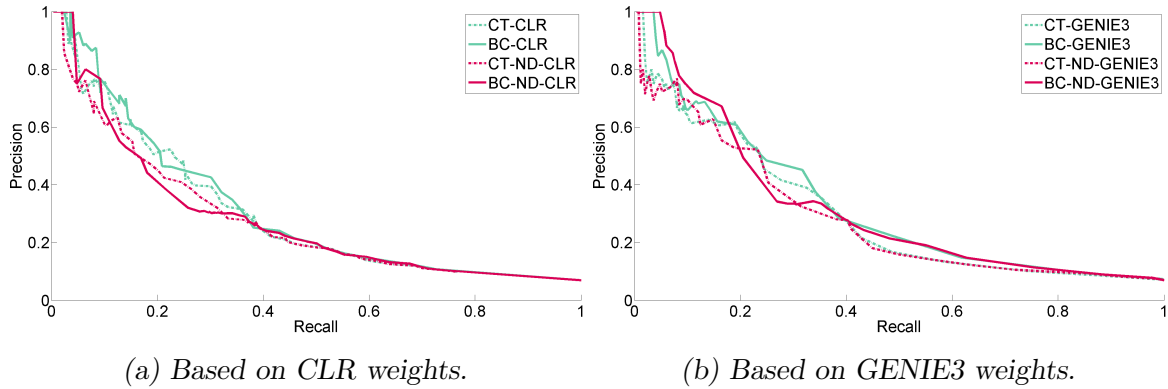 1
0.8
0.6
0.4
0.2
0
Precision
0.2
0.4
0.6
0.8
1
Recall
CT-CLR
BC-CLR
CT-ND-CLR
BC-ND-CLR
(a) Based on CLR weights.
1
0.8
0.6
0.4
0.2
0
Precision
0.2
0.4
0.6
0.8
1
Recall
CT-GENIE3
BC-GENIE3
CT-ND-GENIE3
BC-ND-GENIE3
(b) Based on GENIE3 weights.